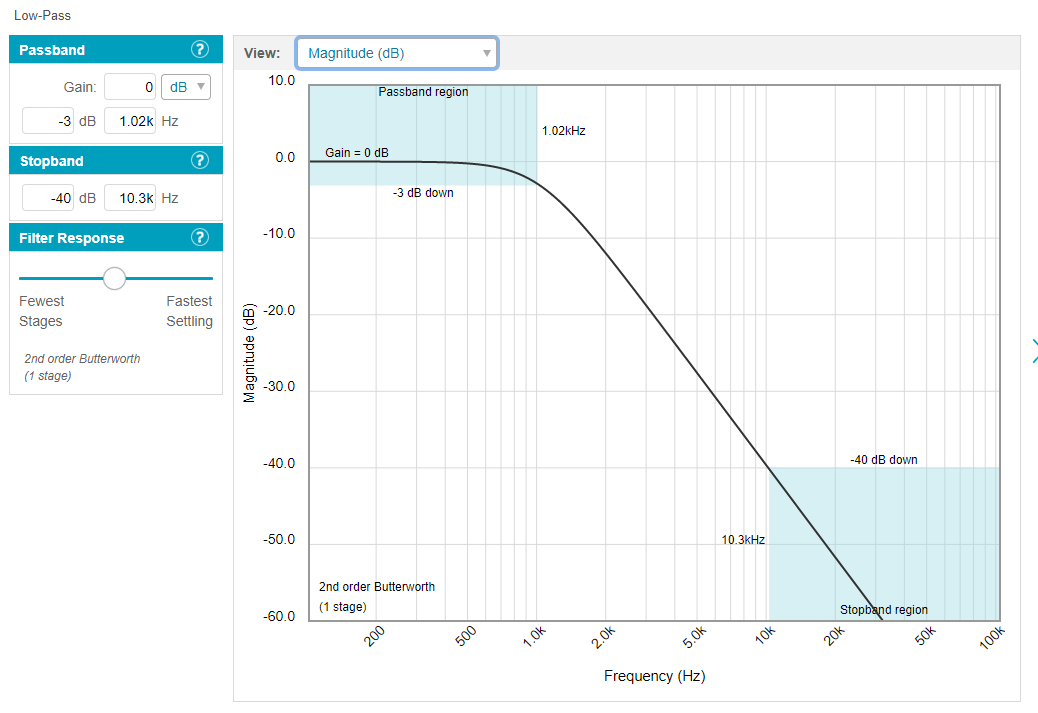 Low-Pass
Passband ?
Gain: 0 dB
-3 dB 1.02k Hz
Stopband ?
-40 dB 10.3k Hz
Filter Response ?
Fewest Stages
Fastest Settling
2nd order Butterworth
(1 stage)
View: Magnitude (dB)
Magnitude (dB)
10.0
0.0
-10.0
-20.0
-30.0
-40.0
-50.0
-60.0
Passband region
1.02kHz
Gain = 0 dB
-3 dB down
-40 dB down
10.3kHz
2nd order Butterworth
(1 stage)
Stopband region
200 500 1.0k 2.0k 5.0k 10k 20k 50k 100k
Frequency (Hz)